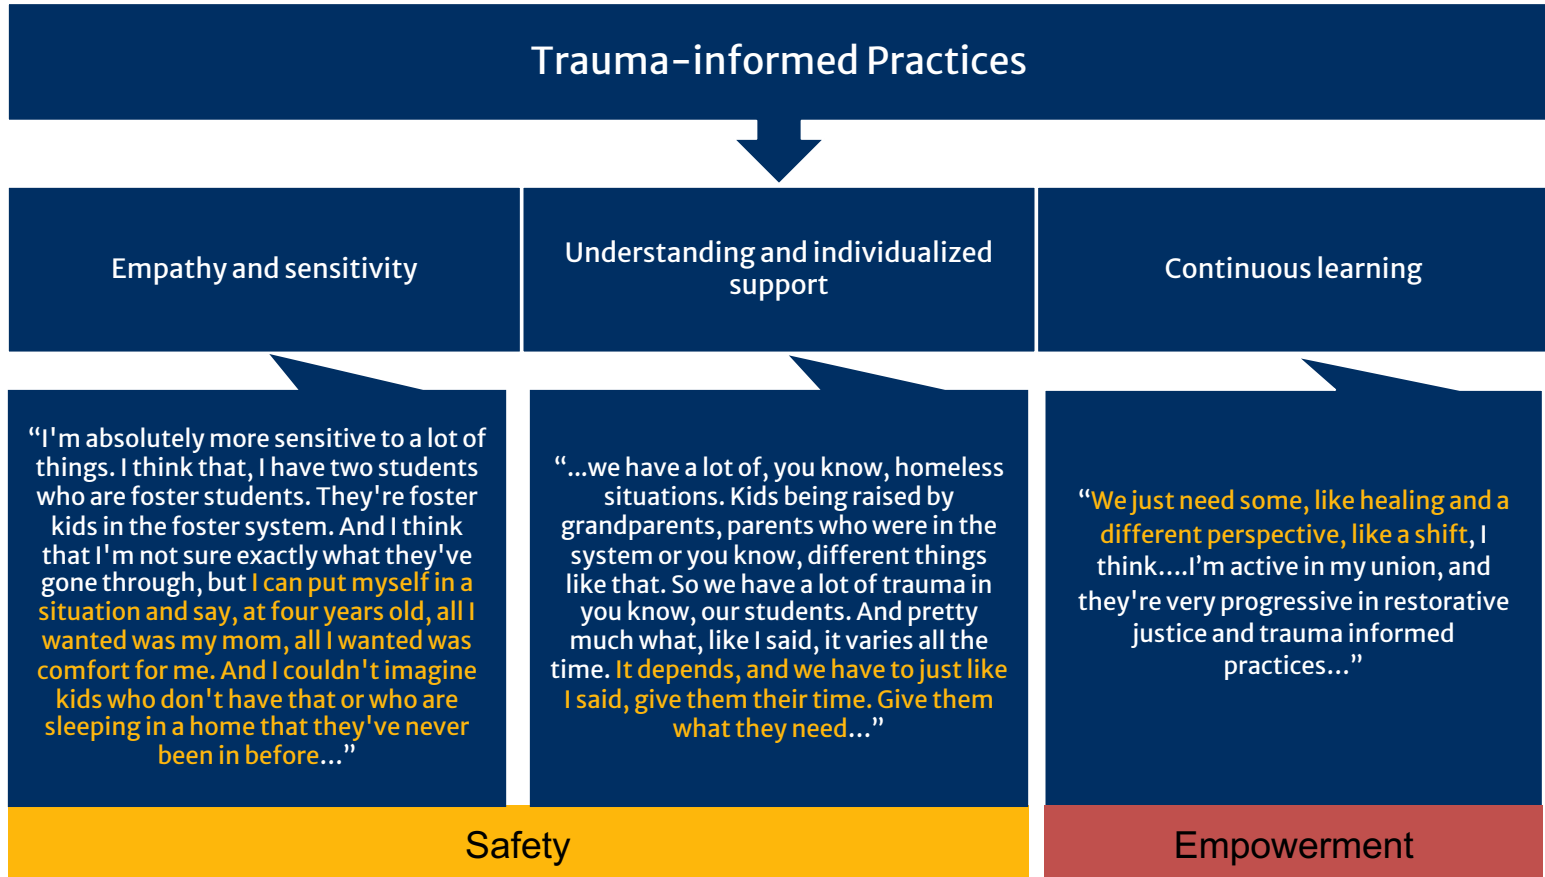 Trauma-informed Practices
Empathy and sensitivity
Understanding and individualized
support
Continuous learning
“I'm absolutely more sensitive to a lot of
things. I think that, I have two students
who are foster students. They're foster
kids in the foster system. And I think
that I'm not sure exactly what they've
gone through, but I can put myself in a
situation and say, at four years old, all I
wanted was my mom, all I wanted was
comfort for me. And I couldn't imagine
kids who don't have that or who are
sleeping in a home that they've never
been in before…”
“…we have a lot of, you know, homeless
situations. Kids being raised by
grandparents, parents who were in the
system or you know, different things
like that. So we have a lot of trauma in
you know, our students. And pretty
much what, like I said, it varies all the
time. It depends, and we have to just like
I said, give them their time. Give them
what they need…”
“We just need some, like healing and a
different perspective, like a shift, I
think….I’m active in my union, and
they're very progressive in restorative
justice and trauma informed
practices…”
Safety
Empowerment